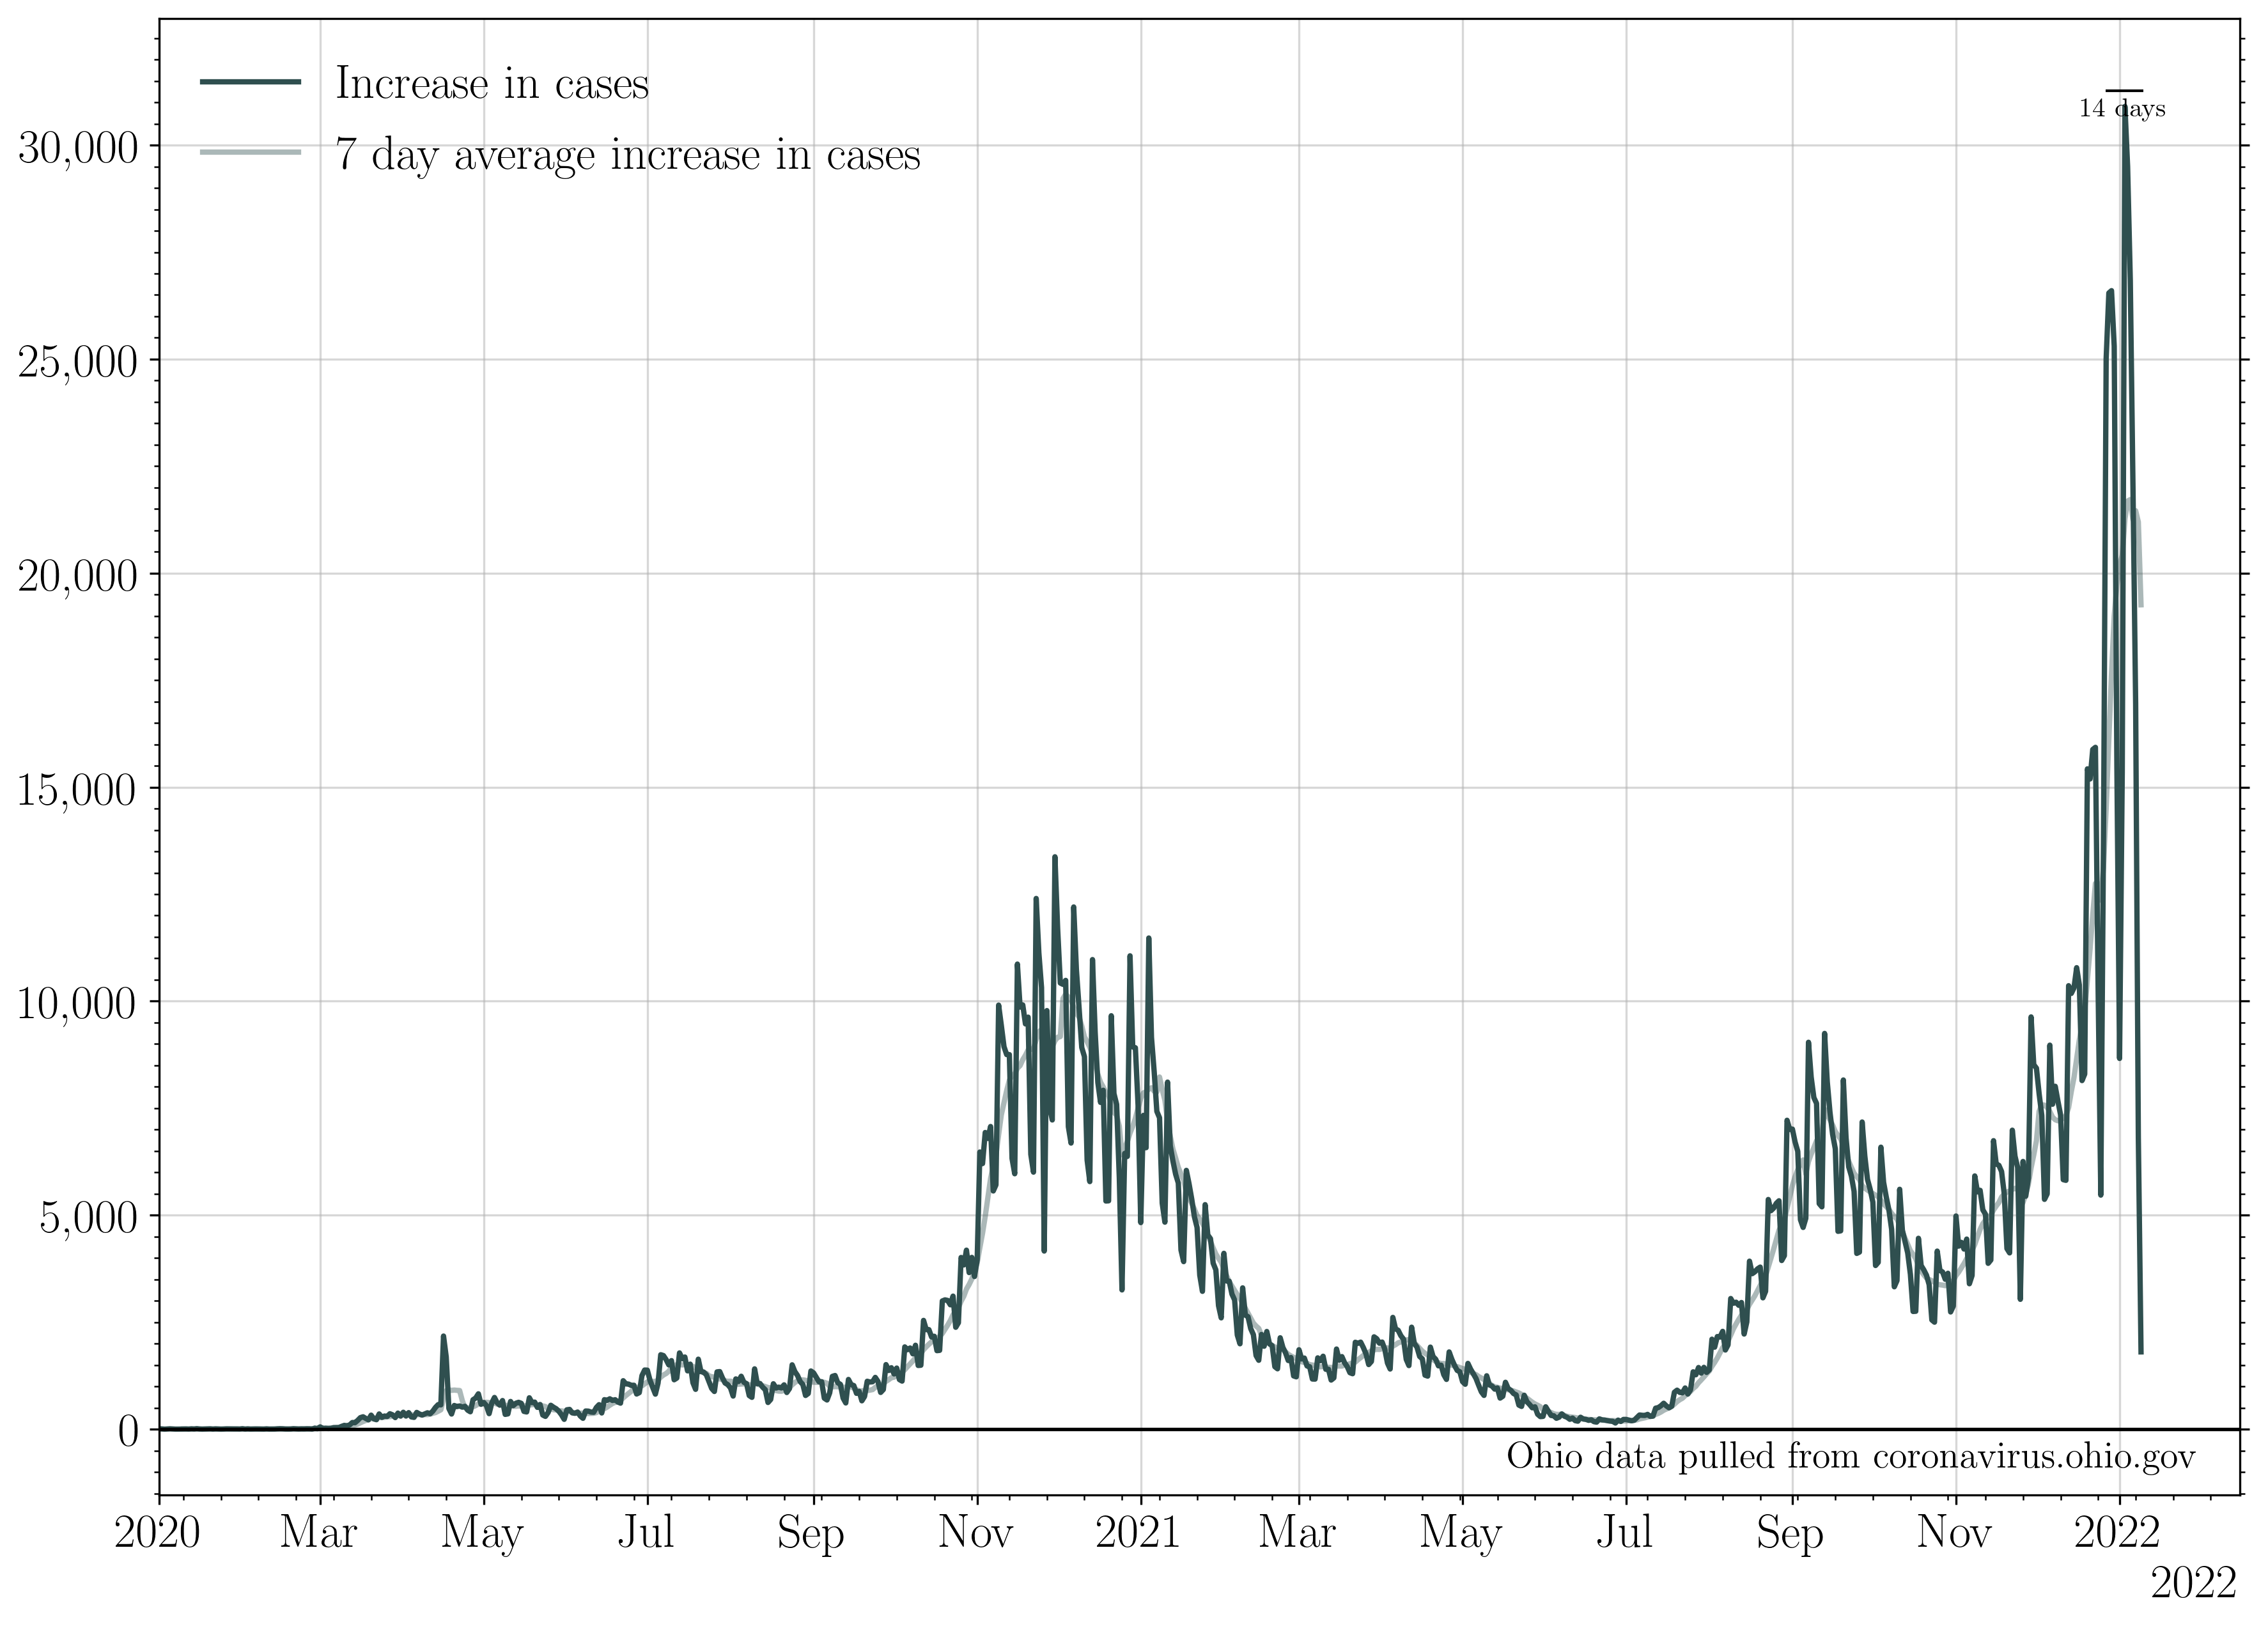 Increase in cases
7 day average increase in cases
14 days
30,000
25,000
20,000
15,000
10,000
5,000
0
Ohio data pulled from coronavirus.ohio.gov
2020 Mar May Jul Sep Nov 2021 Mar May Jul Sep Nov 2022
2022